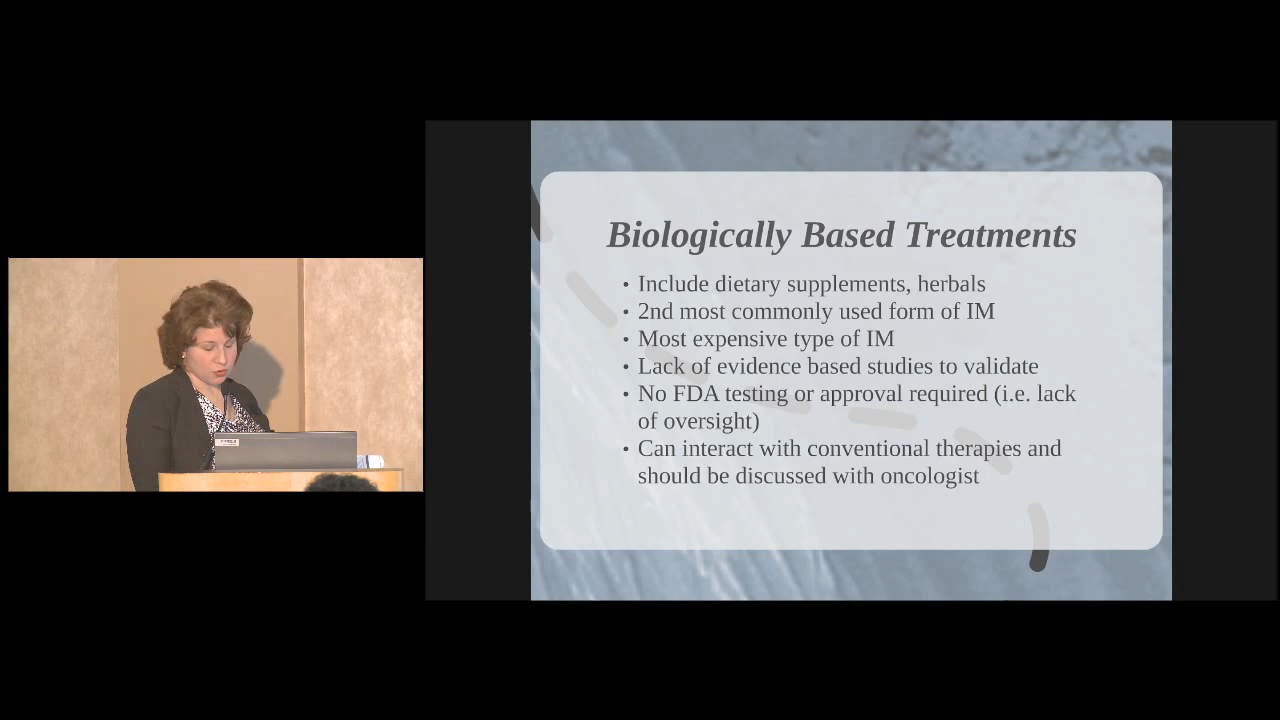 Biologically Based Treatments
• Include dietary supplements, herbals
• 2nd most commonly used form of IM
• Most expensive type of IM
• Lack of evidence based studies to validate
• No FDA testing or approval required (i.e. lack
of oversight)
• Can interact with conventional therapies and
should be discussed with oncologist